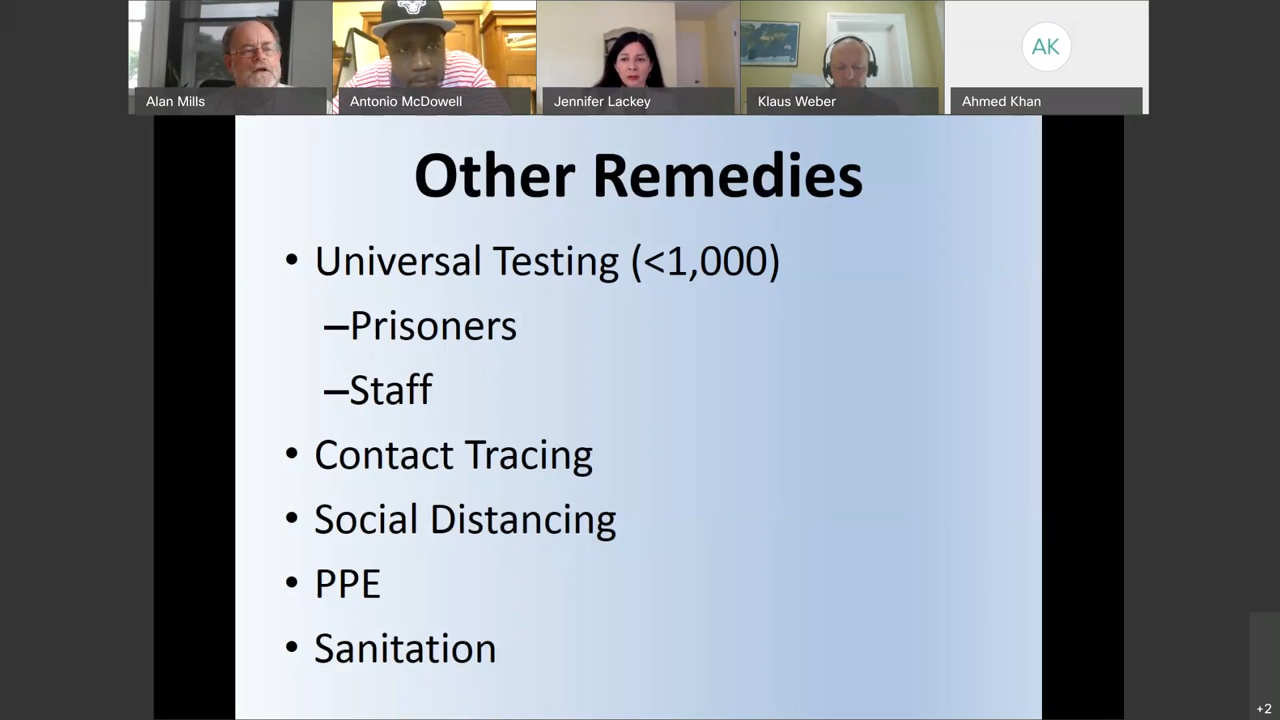 Alan Mills
Antonio McDowell
Jennifer Lackey
Klaus Weber
AK
Ahmed Khan
Other Remedies
• Universal Testing (<1,000)
–Prisoners
–Staff
• Contact Tracing
• Social Distancing
• PPE
• Sanitation
+2